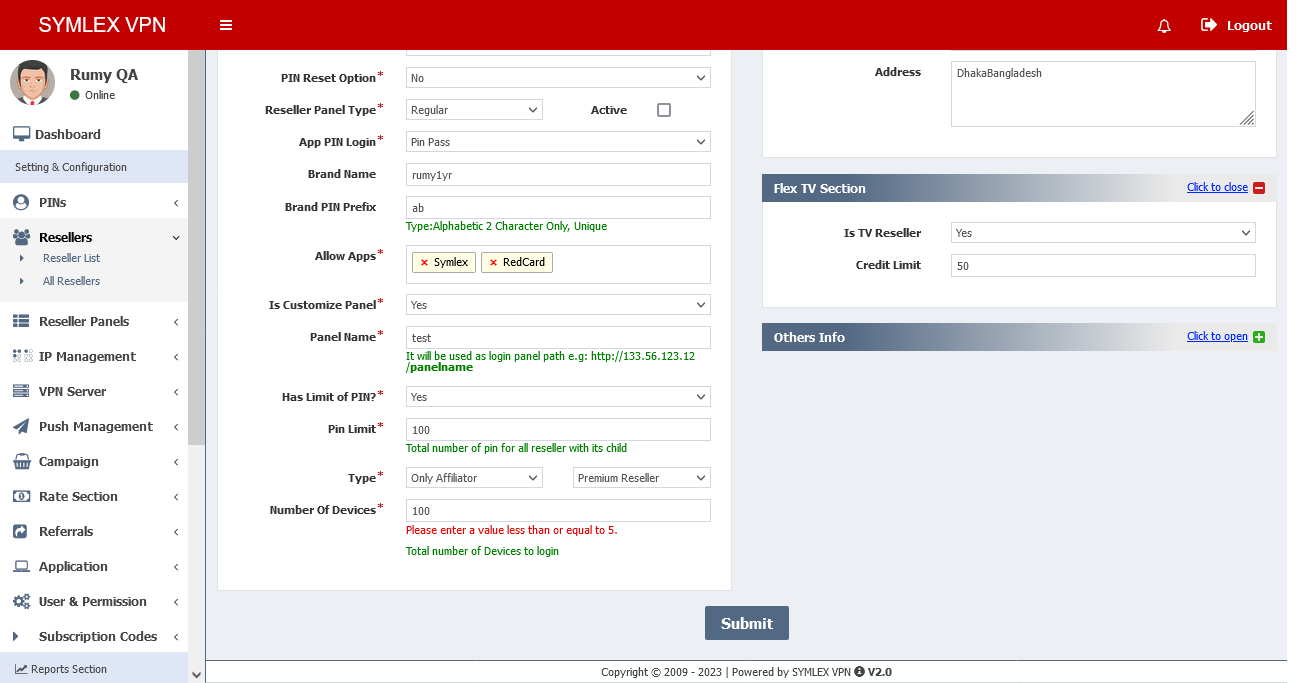 SYMLEX VPN
Logout
Rumy QA
Online
Dashboard
Setting & Configuration
PINs
Resellers
Reseller List
All Resellers
Reseller Panels
IP Management
VPN Server
Push Management
Campaign
Rate Section
Referrals
Application
User & Permission
Subscription Codes
Reports Section
PIN Reset Option* No
Reseller Panel Type* Regular Active
App PIN Login* Pin Pass
Brand Name rumy1yr
Brand PIN Prefix ab
Type:Alphabetic 2 Character Only, Unique
Allow Apps* × Symlex × RedCard
Is Customize Panel* Yes
Panel Name* test
It will be used as login panel path e.g: http://133.56.123.12
/panelname
Has Limit of PIN?* Yes
Pin Limit* 100
Total number of pin for all reseller with its child
Type* Only Affiliator Premium Reseller
Number Of Devices* 100
Please enter a value less than or equal to 5.
Total number of Devices to login
Address DhakaBangladesh
Flex TV Section Click to close
Is TV Reseller Yes
Credit Limit 50
Others Info Click to open
Submit
Copyright © 2009 - 2023 | Powered by SYMLEX VPN V2.0